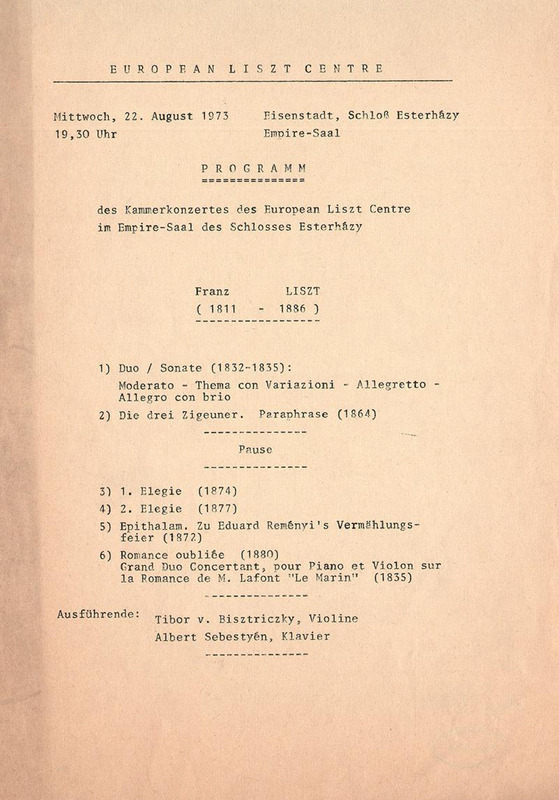 EUROPEAN LISZT CENTRE
Mittwoch, 22. August 1973 Eisenstadt, Schloß Esterházy
19,30 Uhr Empire-Saal
PROGRAMM
des Kammerkonzertes des European Liszt Centre
im Empire-Saal des Schlosses Esterházy
Franz LISZT
( 1811 - 1886 )
1) Duo / Sonate (1832-1835):
Moderato - Thema con Variazioni - Allegretto -
Allegro con brio
2) Die drei Zigeuner. Paraphrase (1864)
Pause
3) 1. Elegie (1874)
4) 2. Elegie (1877)
5) Epithalam. Zu Eduard Reményi's Vermählungs-
feier (1872)
6) Romance oubliée (1880)
Grand Duo Concertant, pour Piano et Violon sur
la Romance de M. Lafont "Le Marin" (1835)
Ausführende: Tibor v. Bisztriczky, Violine
Albert Sebestyén, Klavier